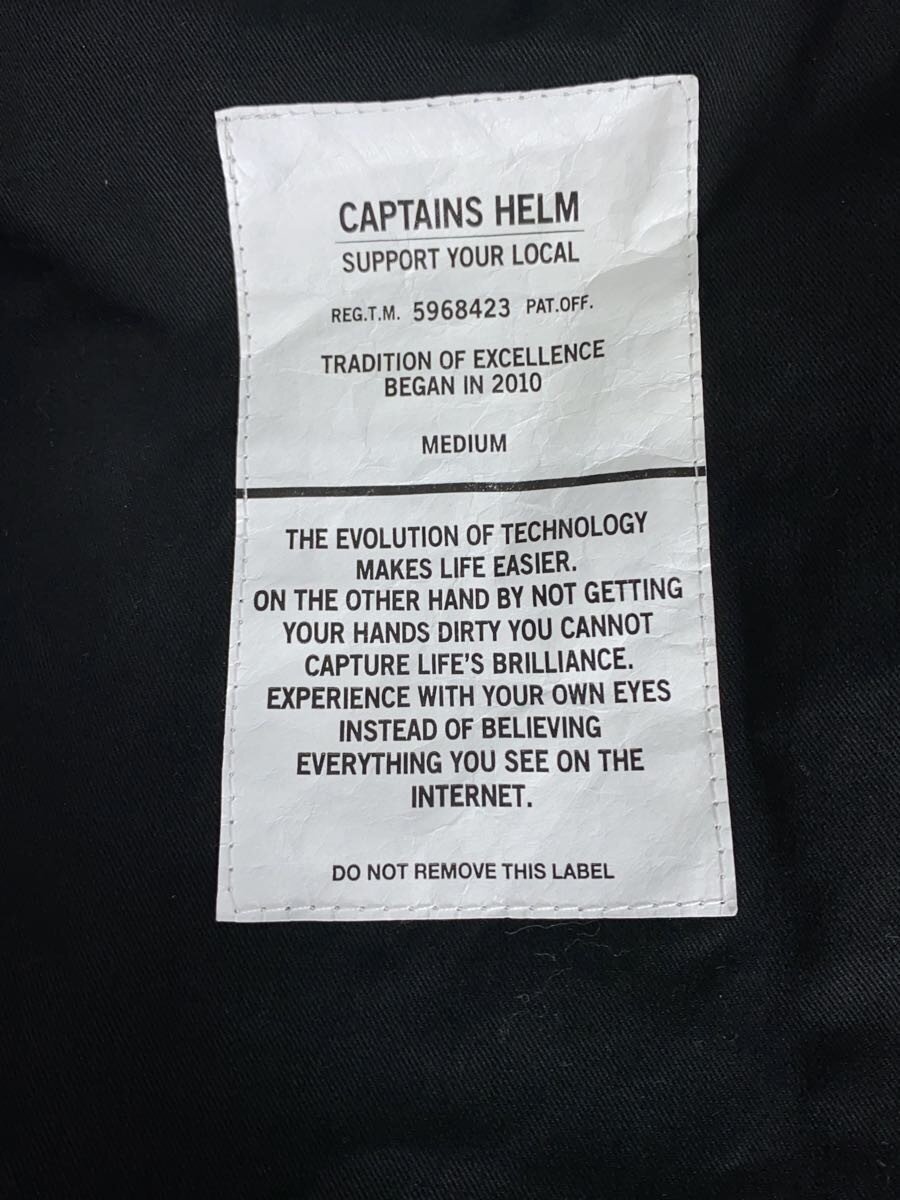 CAPTAINS HELM
SUPPORT YOUR LOCAL
REG.T.M. 5968423 PAT.OFF.
TRADITION OF EXCELLENCE
BEGAN IN 2010
MEDIUM
THE EVOLUTION OF TECHNOLOGY
MAKES LIFE EASIER.
ON THE OTHER HAND BY NOT GETTING
YOUR HANDS DIRTY YOU CANNOT
CAPTURE LIFE'S BRILLIANCE.
EXPERIENCE WITH YOUR OWN EYES
INSTEAD OF BELIEVING
EVERYTHING YOU SEE ON THE
INTERNET.
DO NOT REMOVE THIS LABEL